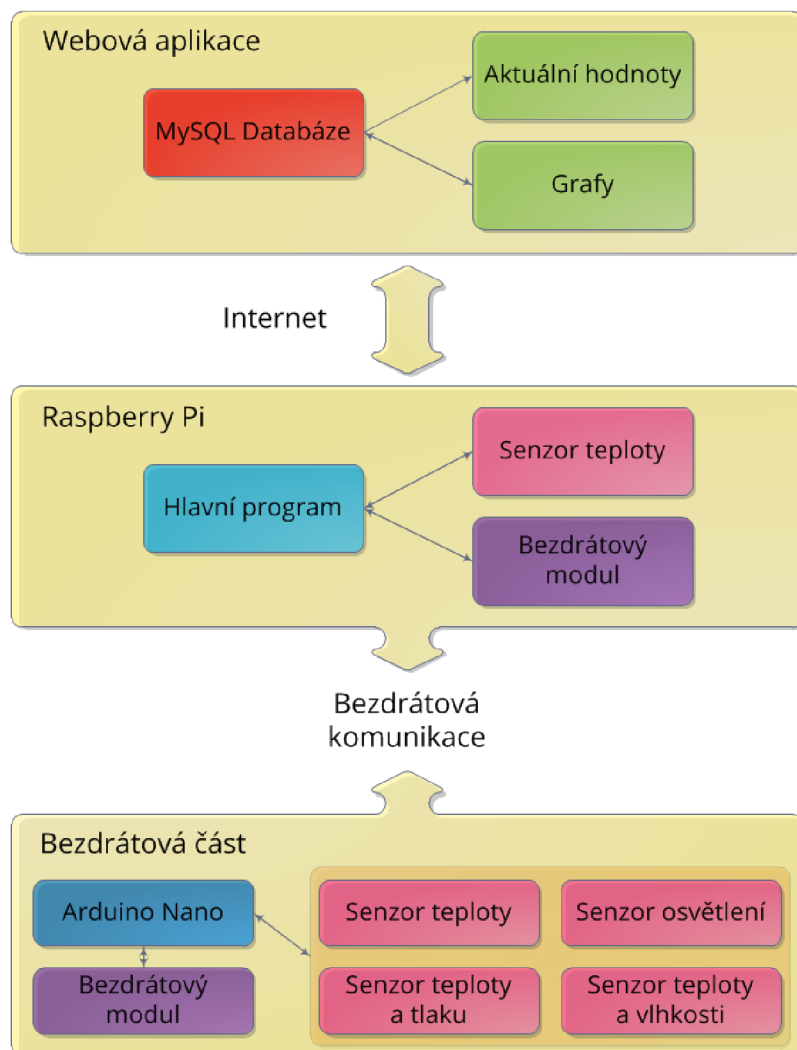 Webová aplikace
MySQL Databáze
Aktuální hodnoty
Grafy
Internet
Raspberry Pi
Hlavní program
Senzor teploty
Bezdrátový
modul
Bezdrátová
komunikace
Bezdrátová část
Arduino Nano
Bezdrátový
modul
Senzor teploty
Senzor osvětlení
Senzor teploty
a tlaku
Senzor teploty
a vlhkosti